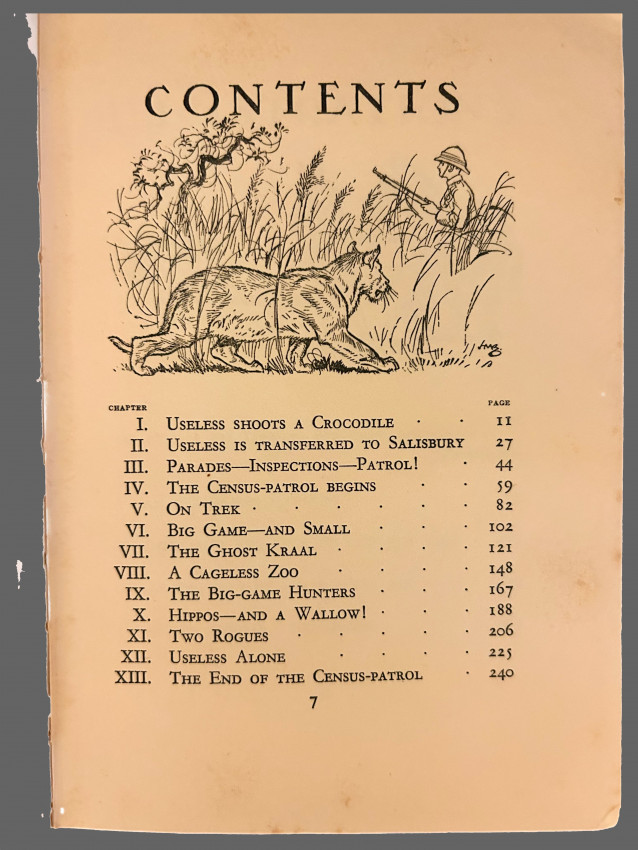 CONTENTS
CHAPTER PAGE
I. USELESS SHOOTS A CROCODILE · · 11
II. USELESS IS TRANSFERRED TO SALISBURY 27
III. PARADES—INSPECTIONS—PATROL! · 44
IV. THE CENSUS-PATROL BEGINS · · 59
V. ON TREK · · · · · · 82
VI. BIG GAME—AND SMALL · · · 102
VII. THE GHOST KRAAL · · · · 121
VIII. A CAGELESS ZOO · · · · 148
IX. THE BIG-GAME HUNTERS · · · 167
X. HIPPOS—AND A WALLOW! · · · 188
XI. TWO ROGUES · · · · · 206
XII. USELESS ALONE · · · · 225
XIII. THE END OF THE CENSUS-PATROL · 240
7